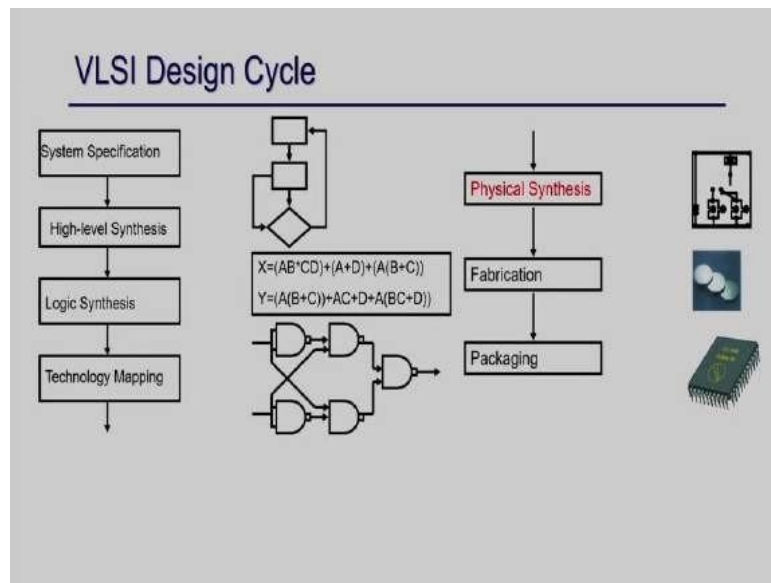 VLSI Design Cycle
System Specification
High-level Synthesis
Logic Synthesis
Technology Mapping
X=(AB*CD)+(A+D)+(A(B+C))
Y=(A(B+C))+AC+D+A(BC+D))
Physical Synthesis
Fabrication
Packaging